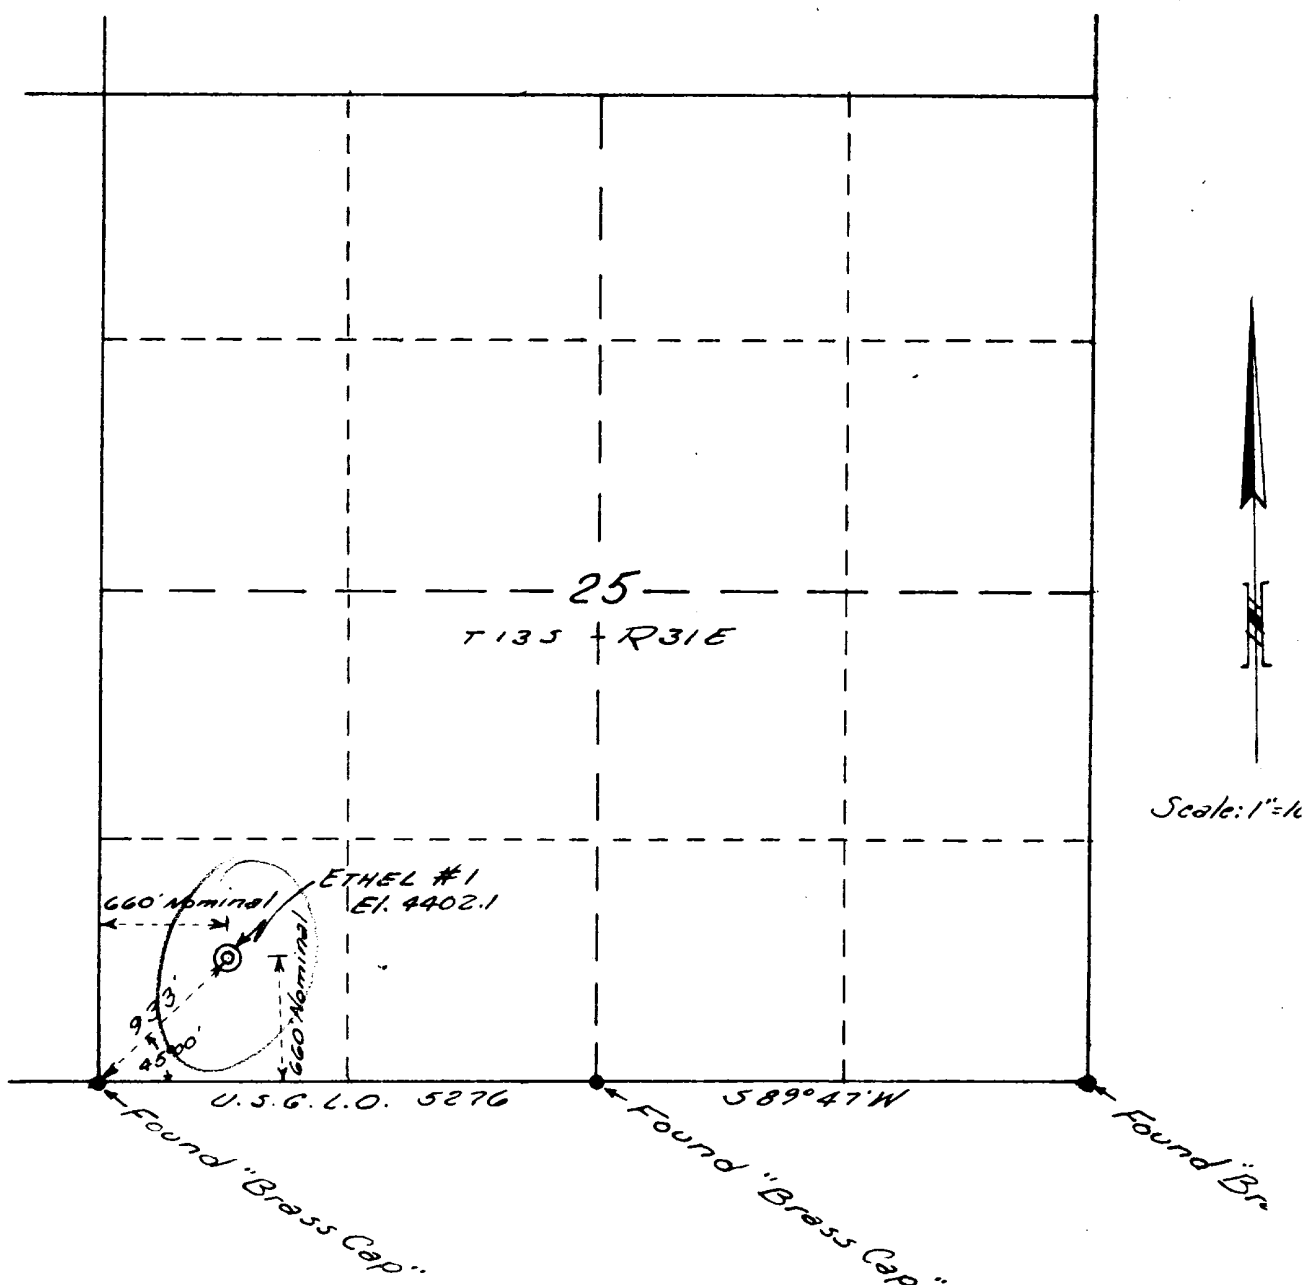 25
T13S R31E
N
Scale: 1"=10
ETHEL #1
El. 4402.1
660' Nominal
660' Nominal
933'
45°00'
U.S.G.L.O. 5276
S89°47'W
Found "Brass Cap"
Found "Brass Cap"
Found "Br